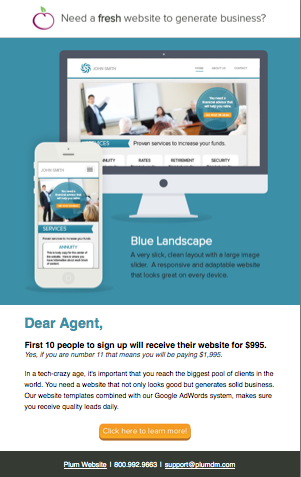 Need a fresh website to generate business?
JOHN SMITH
HOME
ABOUT US
CONTACT
You need a
financial advisor that
will help you retire.
SERVICES
Proven services to increase your funds.
ANNUITY
RATES
RETIREMENT
SECURITY
JOHN SMITH
You need a
financial advisor that
will help you retire.
SERVICES
ANNUITY
Blue Landscape
A very slick, clean layout with a large image
slider. A responsive and adaptable website
that looks great on every device.
Dear Agent,
First 10 people to sign up will receive their website for $995.
Yes, if you are number 11 that means you will be paying $1,995.
In a tech-crazy age, it's important that you reach the biggest pool of clients in the
world. You need a website that not only looks good but generates solid business.
Our website templates combined with our Google AdWords system, makes sure
you receive quality leads daily.
Click here to learn more!
Plum Website | 800.992.9663 | support@plumdm.com